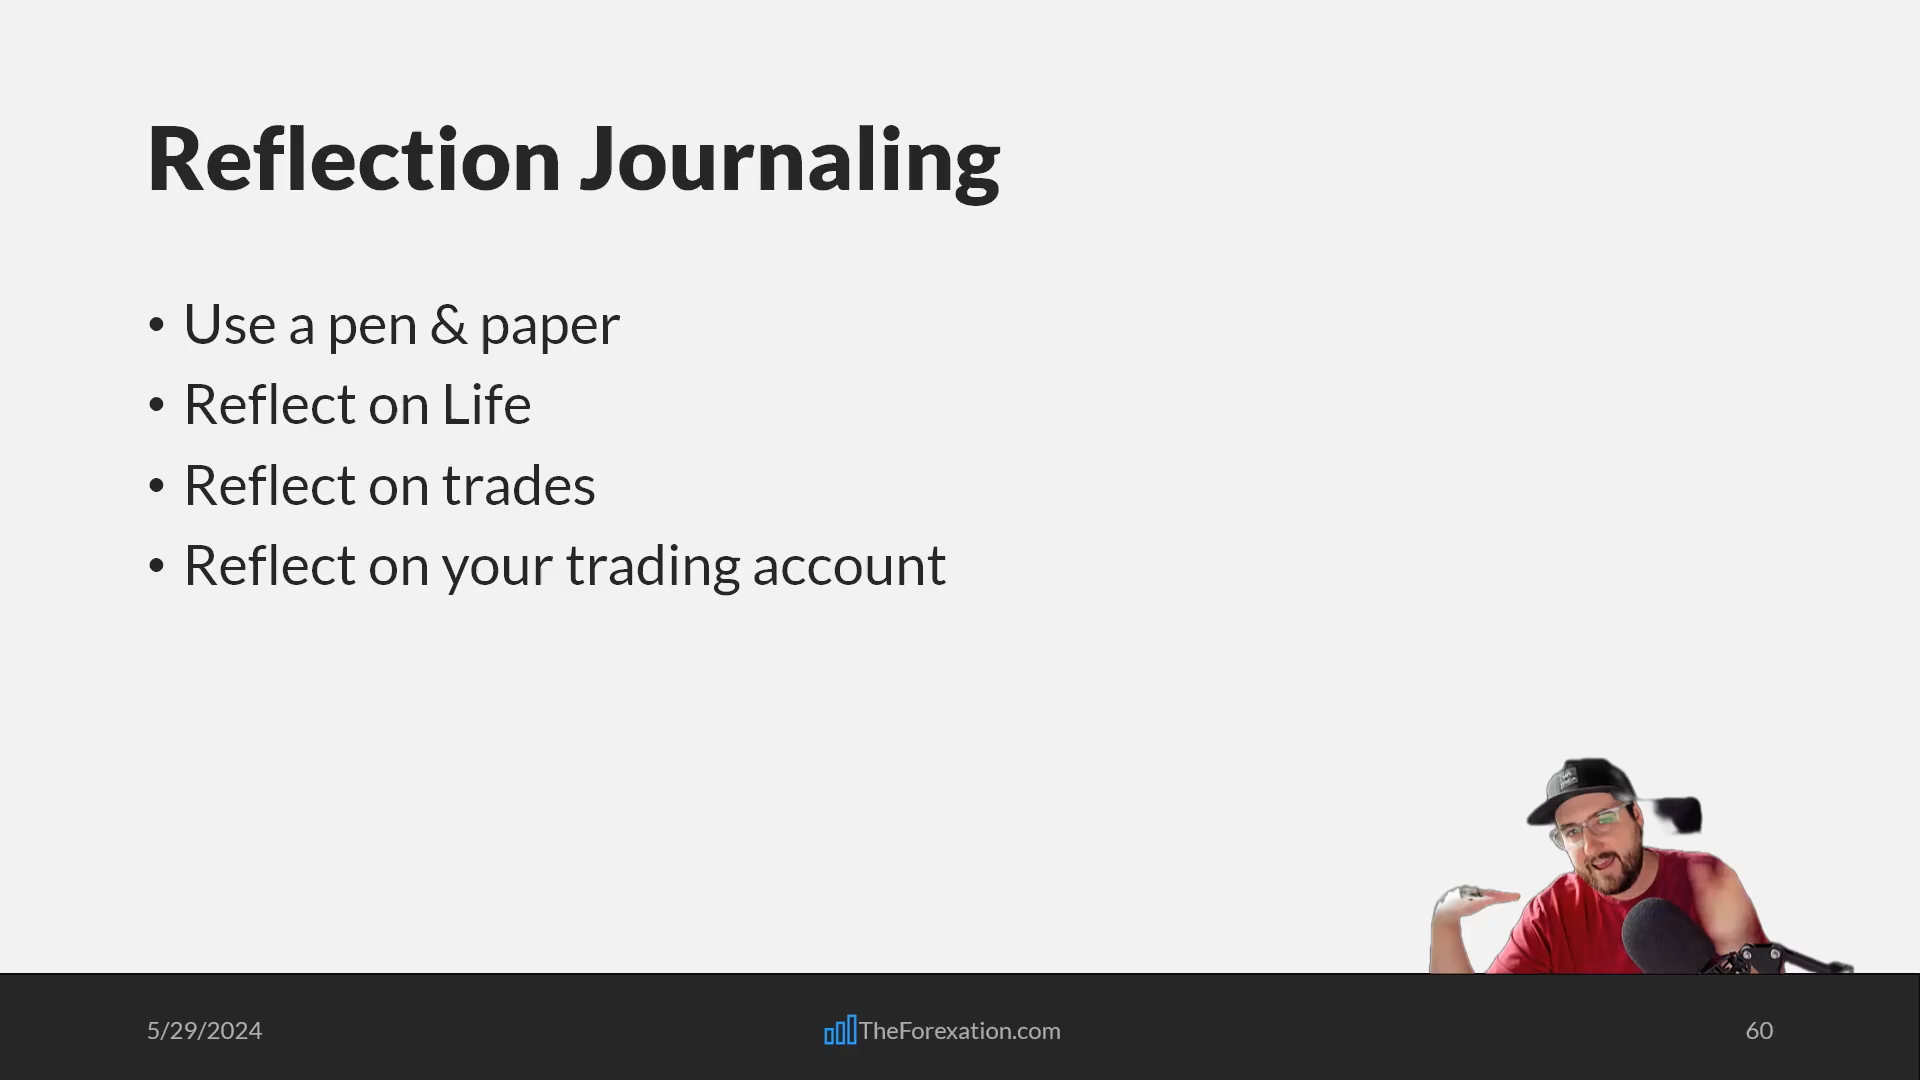 Reflection Journaling
• Use a pen & paper
• Reflect on Life
• Reflect on trades
• Reflect on your trading account
5/29/2024
TheForexation.com
60